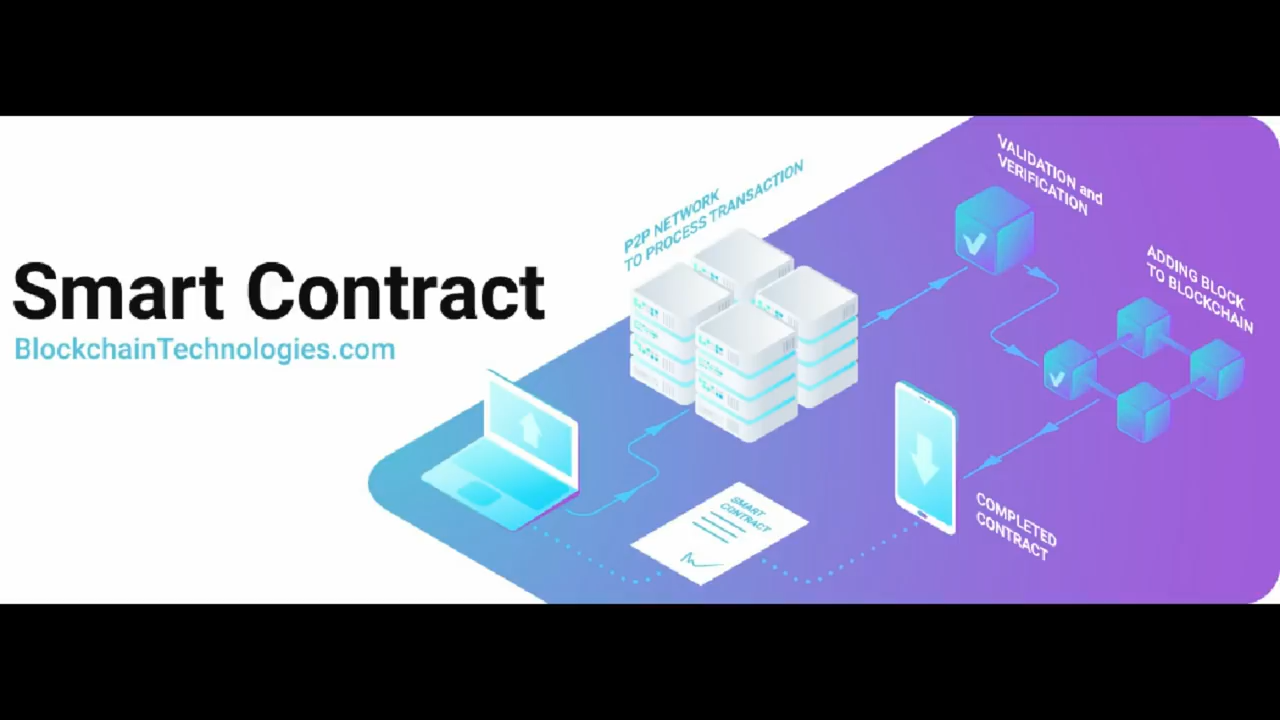 Smart Contract
BlockchainTechnologies.com
P2P NETWORK
TO PROCESS TRANSACTION
VALIDATION and
VERIFICATION
ADDING BLOCK
TO BLOCKCHAIN
SMART
CONTRACT
COMPLETED
CONTRACT